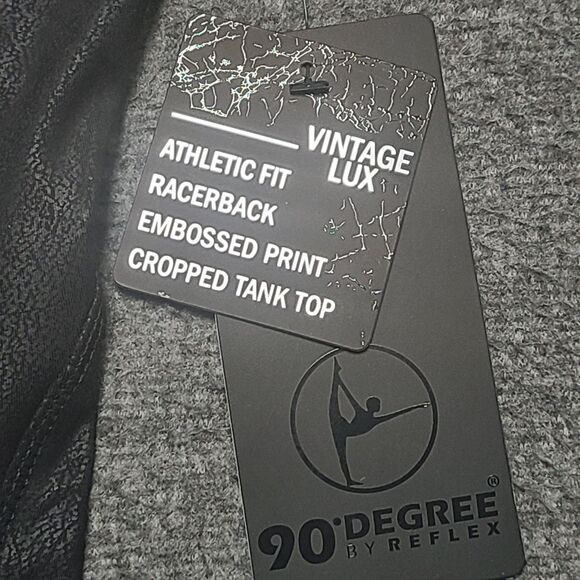 VINTAGE
LUX
ATHLETIC FIT
RACERBACK
EMBOSSED PRINT
CROPPED TANK TOP
90°DEGREE®
BY REFLEX